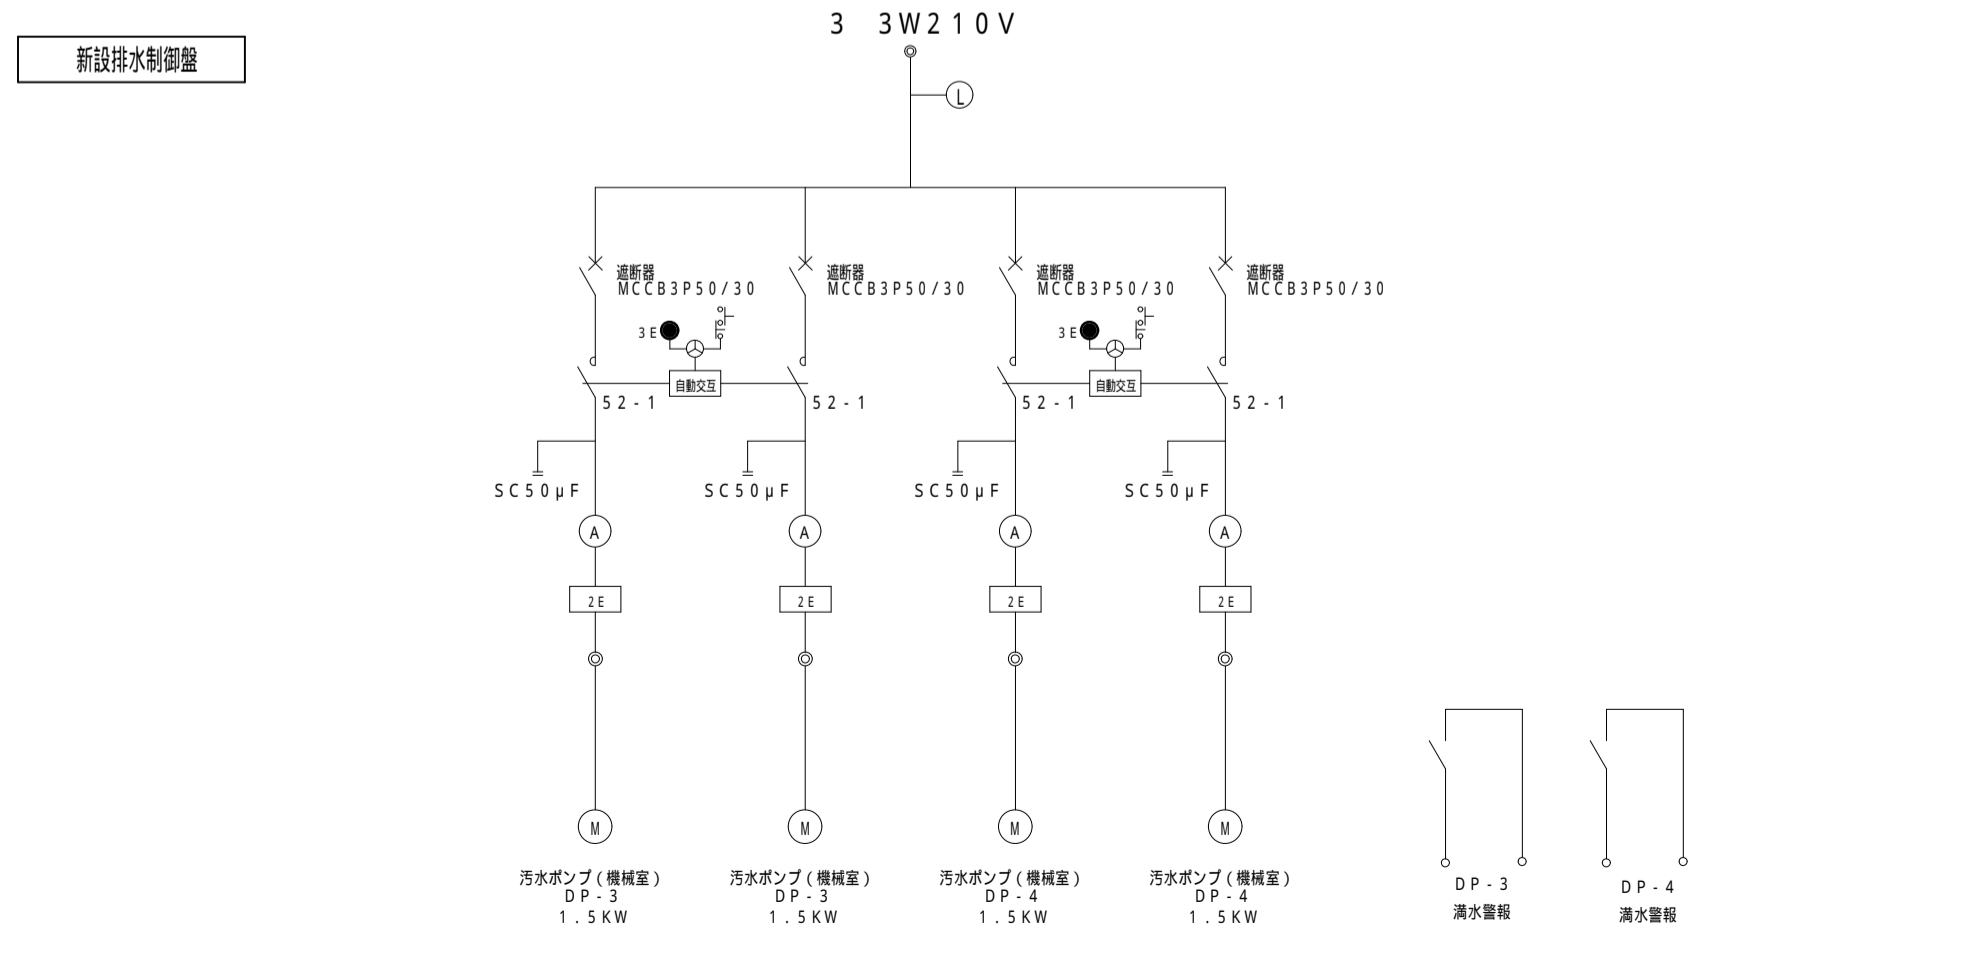 新設排水制御盤
３　３Ｗ２１０Ｖ
L
遮断器
ＭＣＣＢ３Ｐ５０/３０
遮断器
ＭＣＣＢ３Ｐ５０/３０
遮断器
ＭＣＣＢ３Ｐ５０/３０
遮断器
ＭＣＣＢ３Ｐ５０/３０
３Ｅ
３Ｅ
自動交互
自動交互
５２-１
５２-１
５２-１
５２-１
ＳＣ５０μＦ
ＳＣ５０μＦ
ＳＣ５０μＦ
ＳＣ５０μＦ
A
A
A
A
２Ｅ
２Ｅ
２Ｅ
２Ｅ
M
M
M
M
汚水ポンプ(機械室)
ＤＰ-３
１.５ＫＷ
汚水ポンプ(機械室)
ＤＰ-３
１.５ＫＷ
汚水ポンプ(機械室)
ＤＰ-４
１.５ＫＷ
汚水ポンプ(機械室)
ＤＰ-４
１.５ＫＷ
ＤＰ-３
満水警報
ＤＰ-４
満水警報